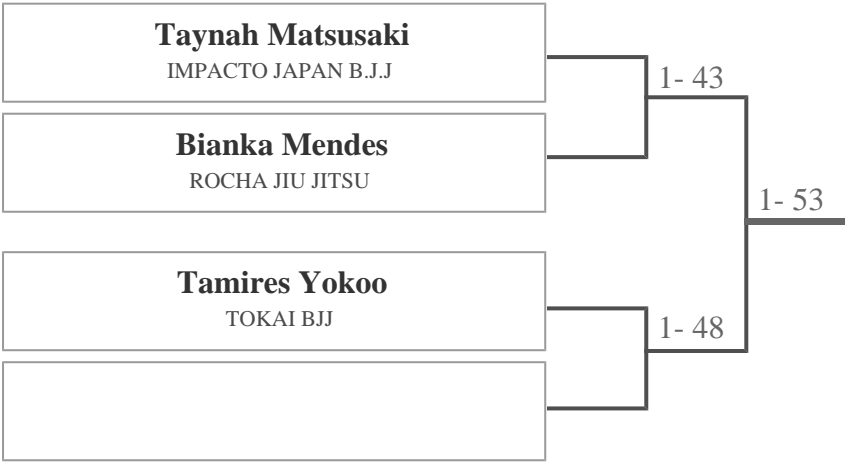 Taynah Matsusaki
IMPACTO JAPAN B.J.J
1- 43
Bianka Mendes
ROCHA JIU JITSU
1- 53
Tamires Yokoo
TOKAI BJJ
1- 48